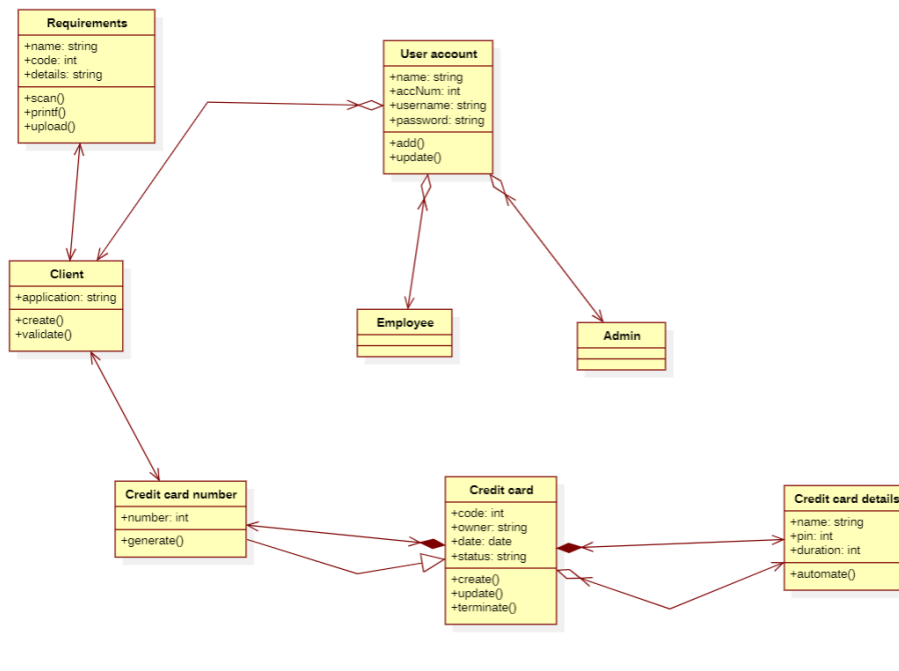 Requirements
+name: string
+code: int
+details: string
+scan()
+printf()
+upload()
User account
+name: string
+accNum: int
+username: string
+password: string
+add()
+update()
Client
+application: string
+create()
+validate()
Employee
Admin
Credit card number
+number: int
+generate()
Credit card
+code: int
+owner: string
+date: date
+status: string
+create()
+update()
+terminate()
Credit card details
+name: string
+pin: int
+duration: int
+automate()